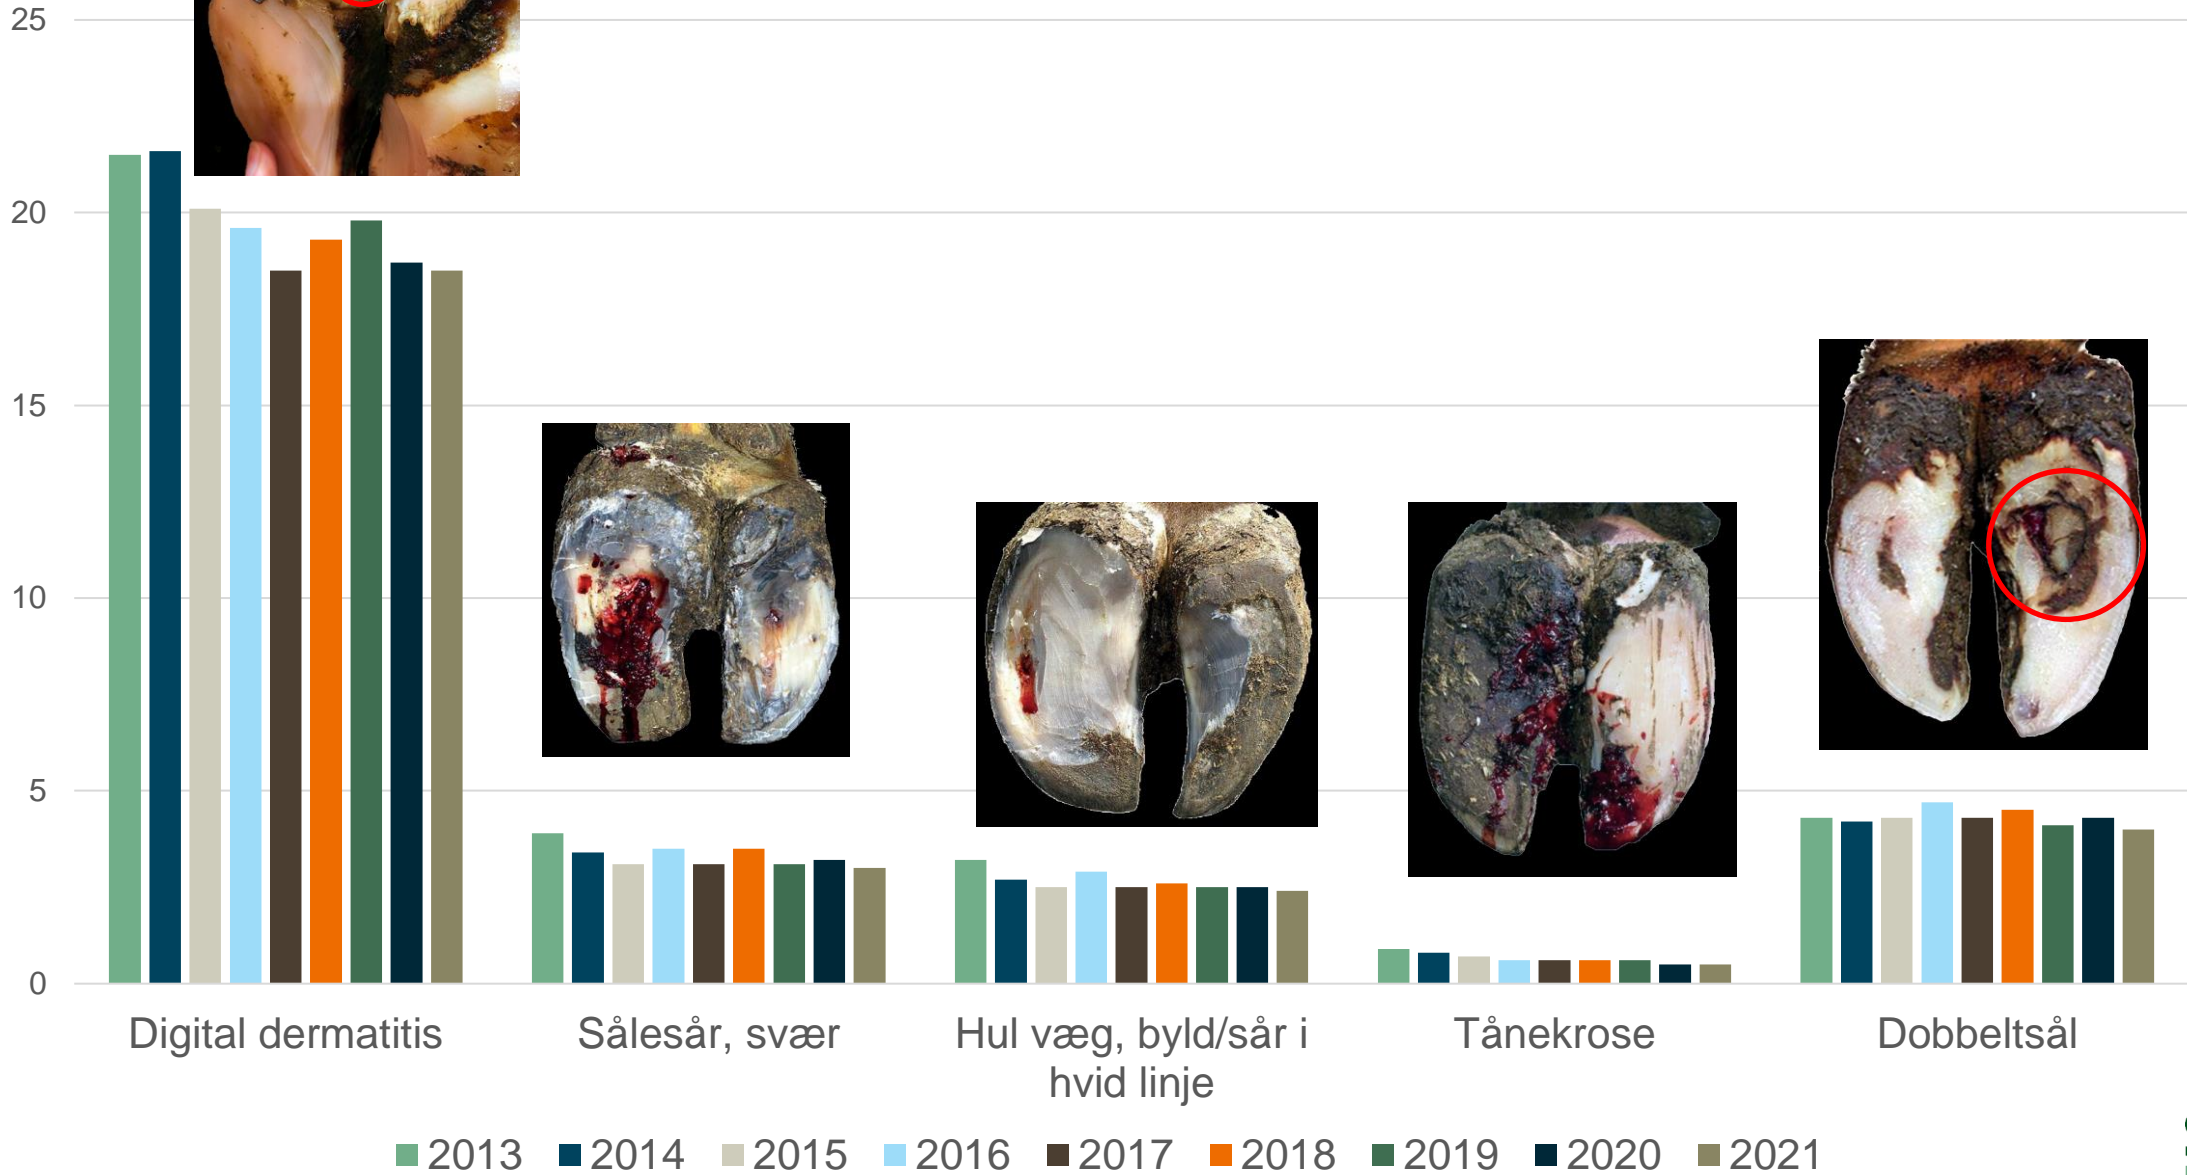 25
20
15
10
5
0
Digital dermatitis
Sålesår, svær
Hul væg, byld/sår i
hvid linje
Tånekrose
Dobbeltsål
2013 2014 2015 2016 2017 2018 2019 2020 2021